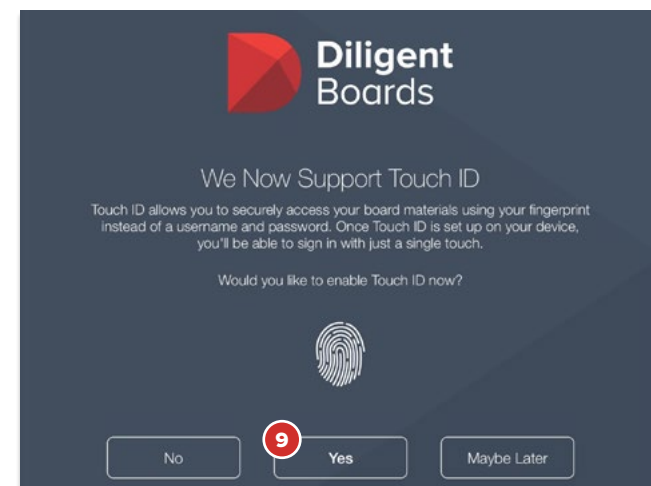 Diligent
Boards
We Now Support Touch ID
Touch ID allows you to securely access your board materials using your fingerprint
instead of a username and password. Once Touch ID is set up on your device,
you'll be able to sign in with just a single touch.
Would you like to enable Touch ID now?
9
No
Yes
Maybe Later